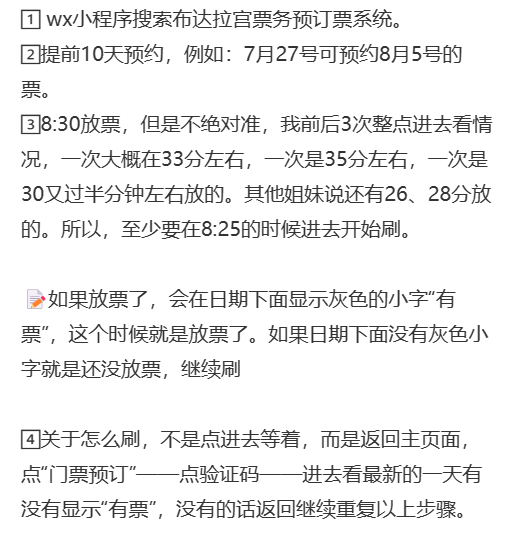 1️⃣ wx小程序搜索布达拉宫票务预订票系统。
2️⃣提前10天预约，例如：7月27号可预约8月5号的
票。
3️⃣8:30放票，但是不绝对准，我前后3次整点进去看情
况，一次大概在33分左右，一次是35分左右，一次是
30又过半分钟左右放的。其他姐妹说还有26、28分放
的。所以，至少要在8:25的时候进去开始刷。
📝如果放票了，会在日期下面显示灰色的小字“有
票”，这个时候就是放票了。如果日期下面没有灰色小
字就是还没放票，继续刷
4️⃣关于怎么刷，不是点进去等着，而是返回主页面，
点“门票预订”——点验证码——进去看最新的一天有
没有显示“有票”，没有的话返回继续重复以上步骤。